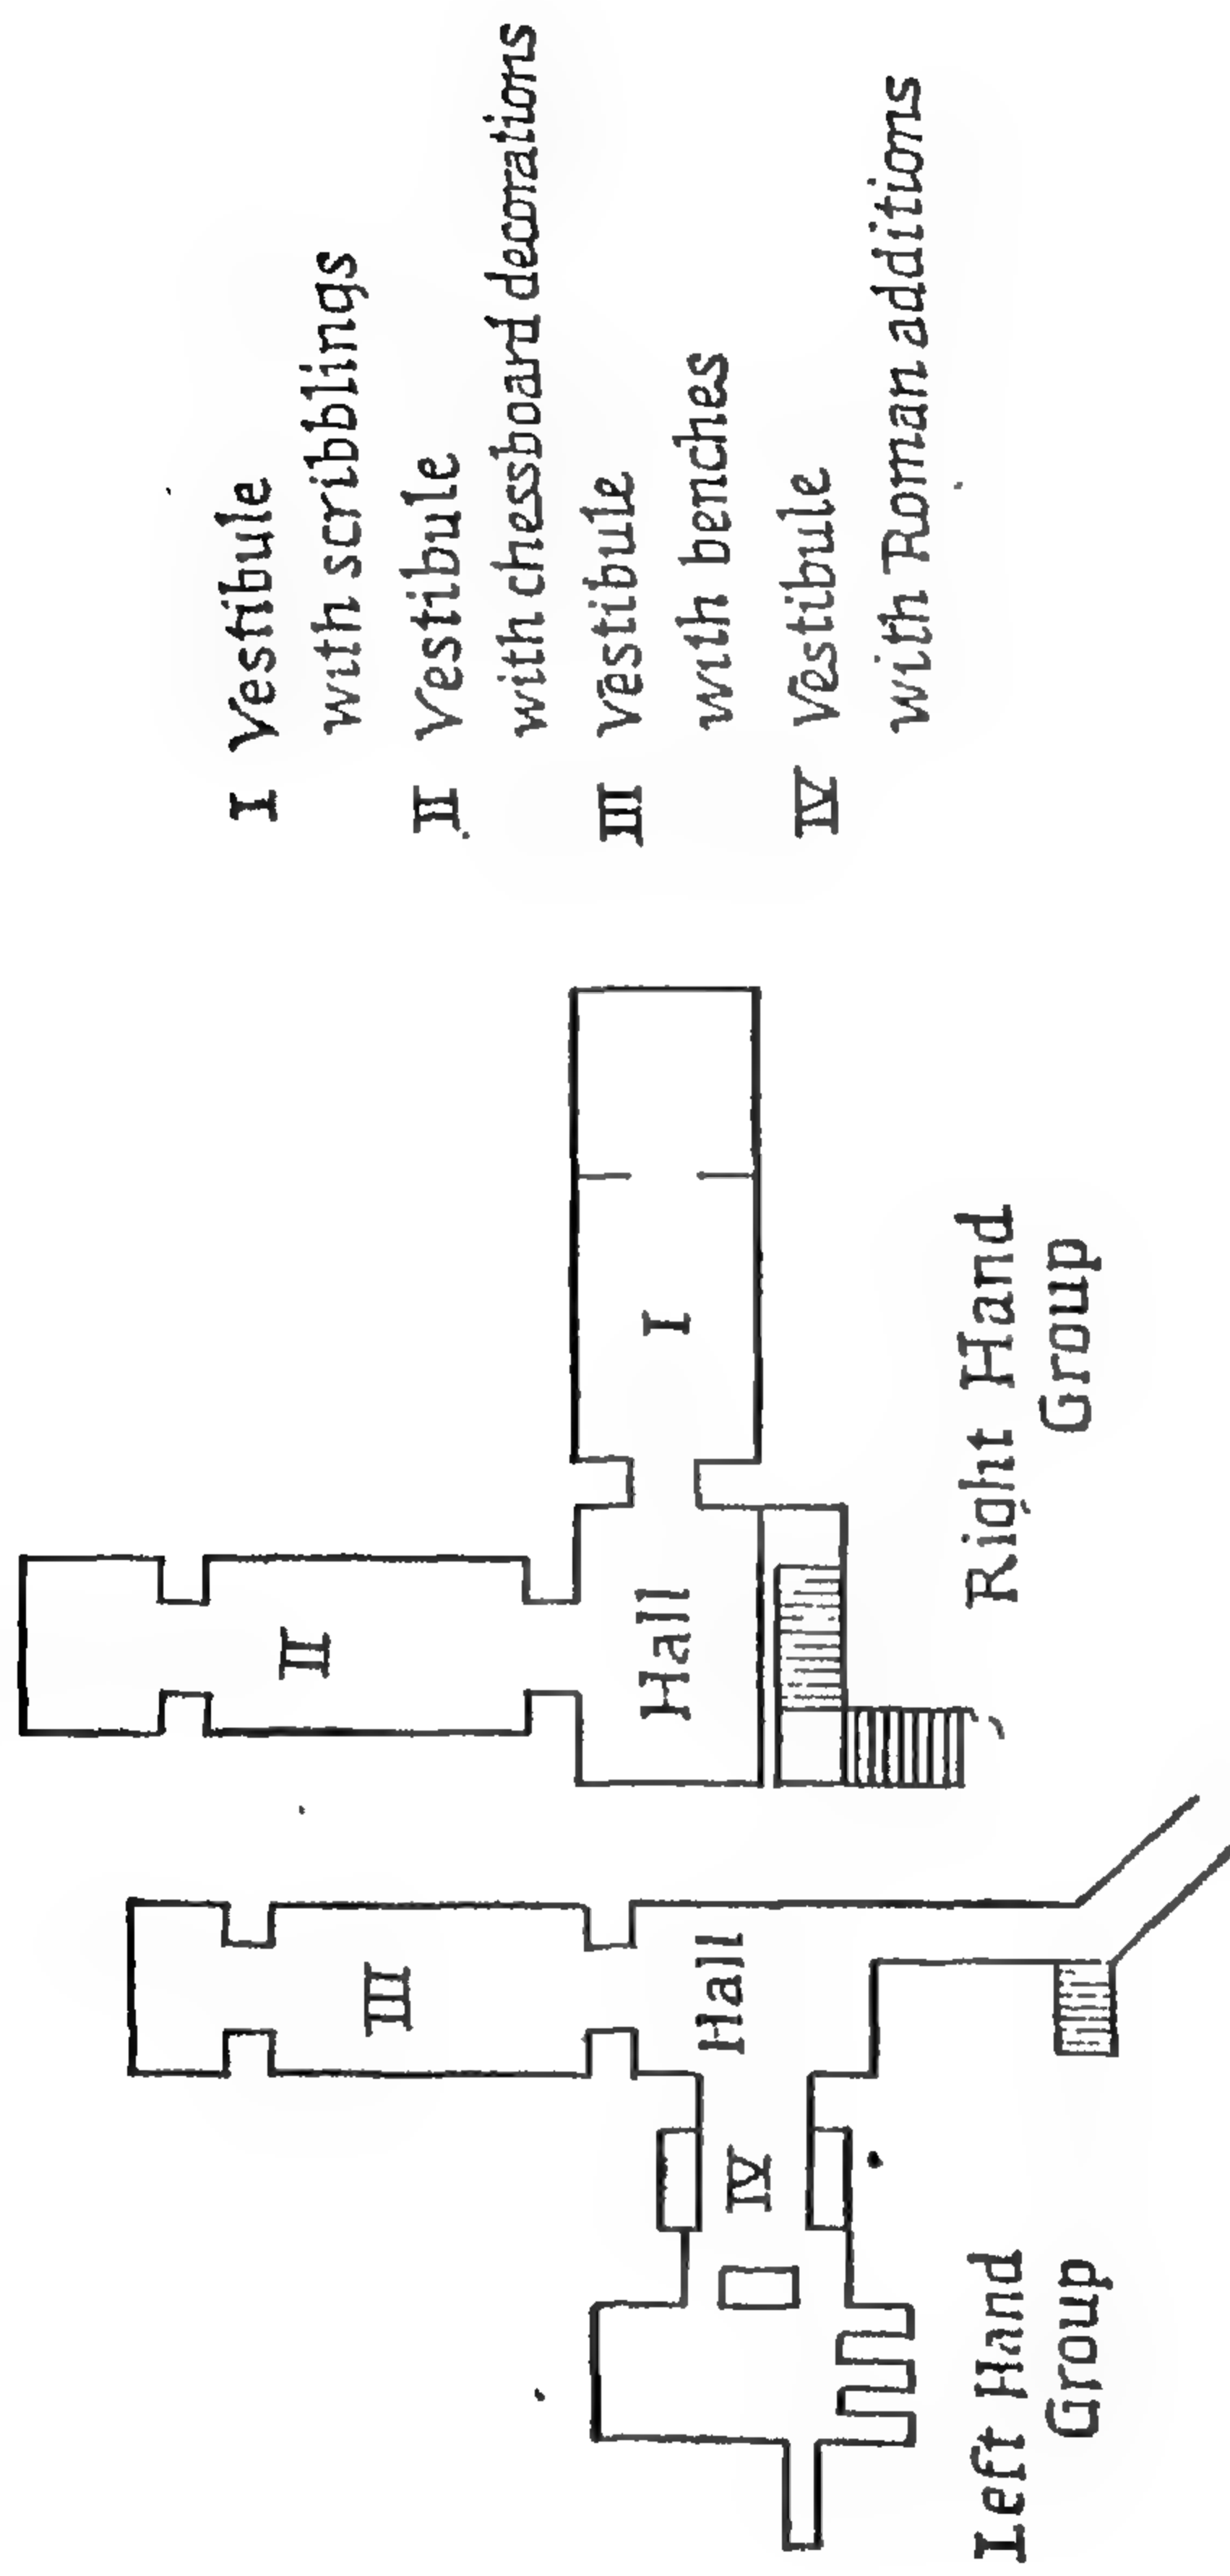 II
I
Hall
Right Hand
Group
III
Hall
IV
Left Hand
Group
I Vestibule
with scribblings
II Vestibule
with chessboard decorations
III Vestibule
with benches
IV Vestibule
with Roman additions